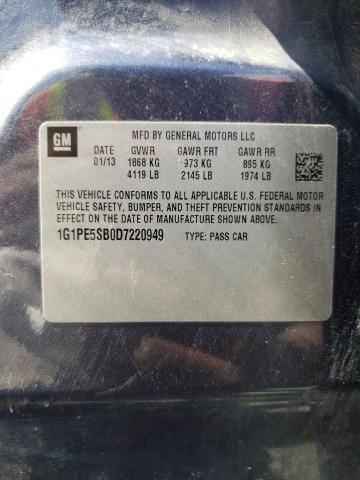 GM
MFD BY GENERAL MOTORS LLC
DATE GVWR GAWR FRT GAWR RR
01/13 1868 KG 973 KG 895 KG
4119 LB 2145 LB 1974 LB
THIS VEHICLE CONFORMS TO ALL APPLICABLE U.S. FEDERAL MOTOR
VEHICLE SAFETY, BUMPER, AND THEFT PREVENTION STANDARDS
IN EFFECT ON THE DATE OF MANUFACTURE SHOWN ABOVE.
1G1PE5SB0D7220949 TYPE: PASS CAR